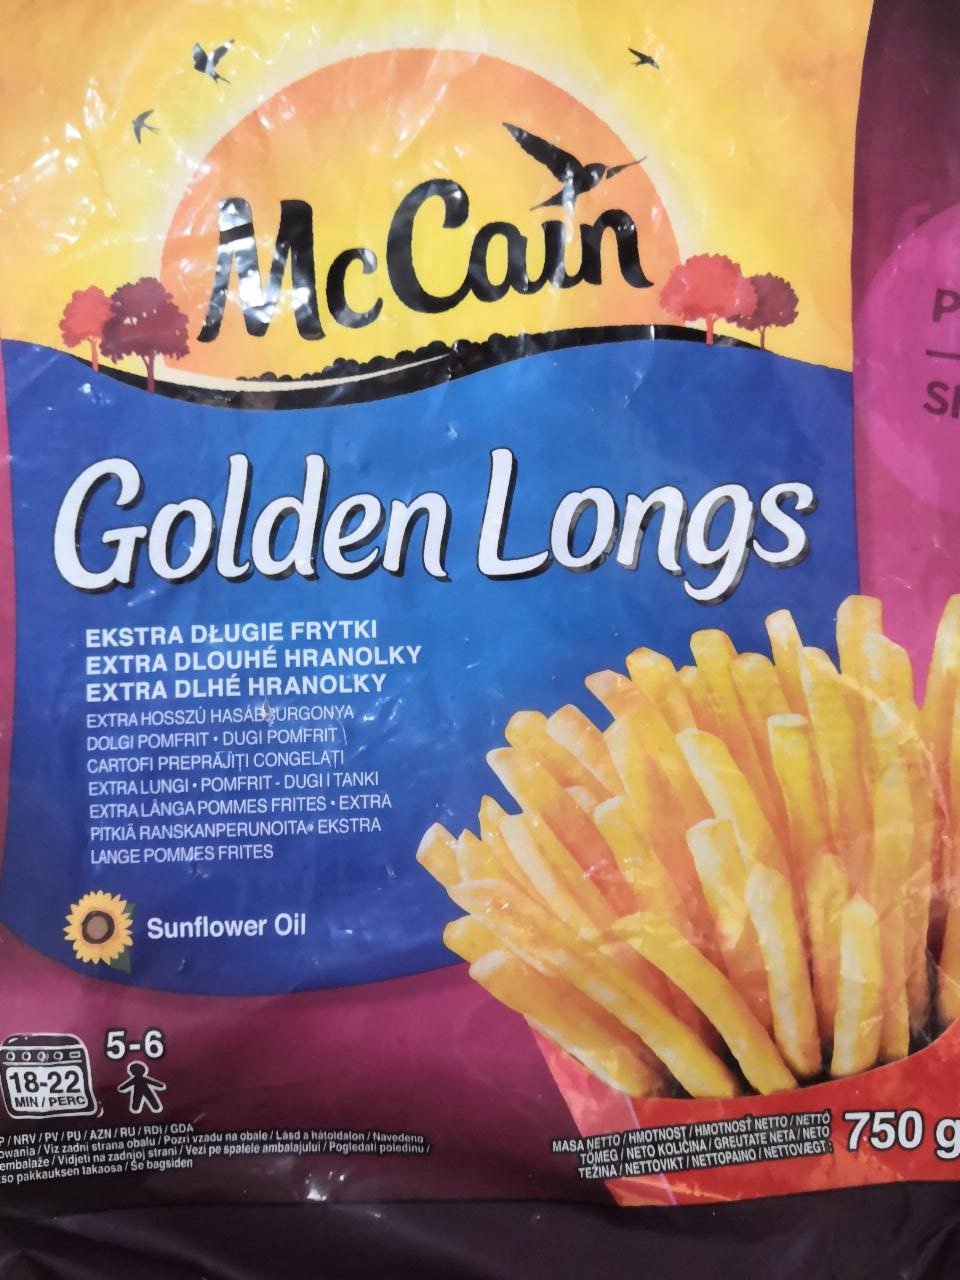 McCain
Golden Longs
EKSTRA DŁUGIE FRYTKI
EXTRA DLOUHÉ HRANOLKY
EXTRA DLHÉ HRANOLKY
EXTRA HOSSZÚ HASÁBBURGONYA
DOLGI POMFRIT • DUGI POMFRIT
CARTOFI PREPRĂJIȚI CONGELAȚI
EXTRA LUNGI • POMFRIT - DUGI I TANKI
EXTRA LÅNGA POMMES FRITES • EXTRA
PITKIÄ RANSKANPERUNOITA • EKSTRA
LANGE POMMES FRITES
Sunflower Oil
5-6
18-22
MIN / PERC
/ NRV / PV / PU / AZN / RU / RDI / GDA
Viz zadní strana obalu / Pozri vzadu na obale / Lásd a hátoldalon / Navedeno
embalaže / Vidjeti na zadnjoj strani / Vezi pe spatele ambalajului / Pogledati poleđinu /
pakkauksen takaosa / Se bagsiden
MASA NETTO / HMOTNOST / HMOTNOSŤ NETTO / NETTÓ
TÖMEG / NETO KOLIČINA / GREUTATE NETĂ / NETO
TEŽINA / NETTOVIKT / NETTOPAINO / NETTOVÆGT :
750 g